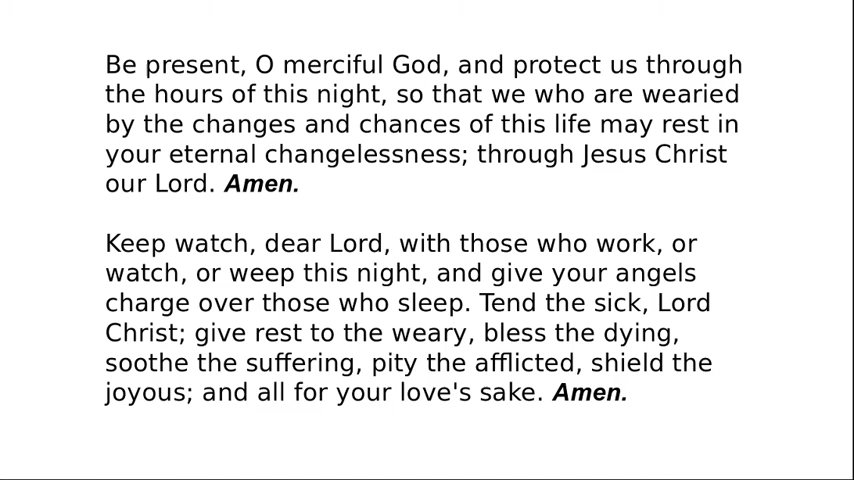 Be present, O merciful God, and protect us through
the hours of this night, so that we who are wearied
by the changes and chances of this life may rest in
your eternal changelessness; through Jesus Christ
our Lord. Amen.
Keep watch, dear Lord, with those who work, or
watch, or weep this night, and give your angels
charge over those who sleep. Tend the sick, Lord
Christ; give rest to the weary, bless the dying,
soothe the suffering, pity the afflicted, shield the
joyous; and all for your love's sake. Amen.